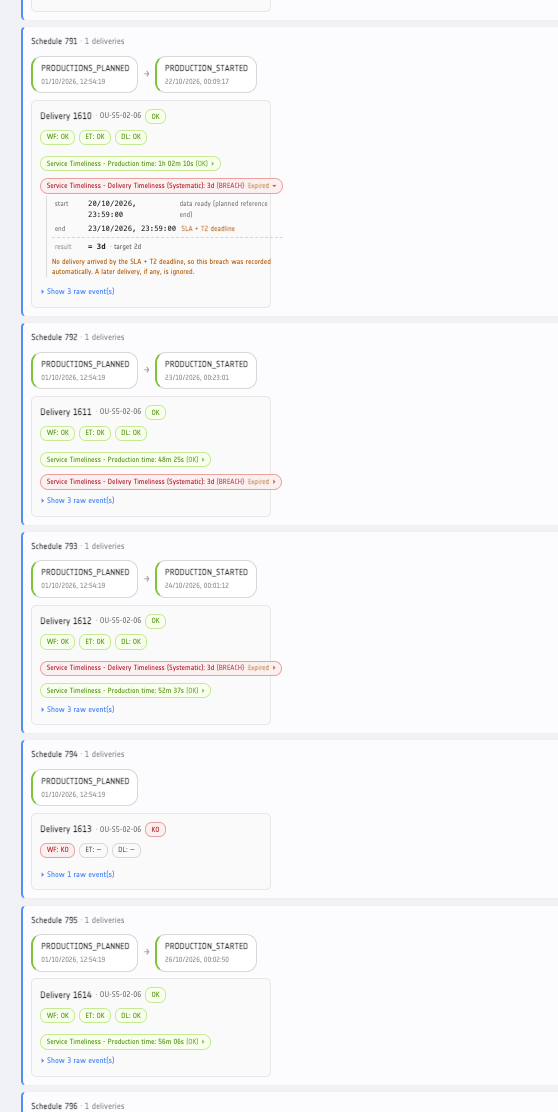 Schedule 791 · 1 deliveries
PRODUCTIONS_PLANNED → PRODUCTION_STARTED
01/10/2026, 12:54:19 22/10/2026, 00:09:17
Delivery 1610 · OU-S5-02-06 OK
WF: OK ET: OK DL: OK
Service Timeliness - Production time: 1h 02m 10s (OK)
Service Timeliness - Delivery Timeliness (Systematic): 3d (BREACH) Expired
start 20/10/2026, data ready (planned reference
23:59:00 end)
end 23/10/2026, 23:59:00 SLA + T2 deadline
result = 3d · target 2d
No delivery arrived by the SLA + T2 deadline, so this breach was recorded
automatically. A later delivery, if any, is ignored.
Show 3 raw event(s)
Schedule 792 · 1 deliveries
PRODUCTIONS_PLANNED → PRODUCTION_STARTED
01/10/2026, 12:54:19 23/10/2026, 00:23:01
Delivery 1611 · OU-S5-02-06 OK
WF: OK ET: OK DL: OK
Service Timeliness - Production time: 48m 25s (OK)
Service Timeliness - Delivery Timeliness (Systematic): 3d (BREACH) Expired
Show 3 raw event(s)
Schedule 793 · 1 deliveries
PRODUCTIONS_PLANNED → PRODUCTION_STARTED
01/10/2026, 12:54:19 24/10/2026, 00:01:12
Delivery 1612 · OU-S5-02-06 OK
WF: OK ET: OK DL: OK
Service Timeliness - Delivery Timeliness (Systematic): 3d (BREACH) Expired
Service Timeliness - Production time: 52m 37s (OK)
Show 3 raw event(s)
Schedule 794 · 1 deliveries
PRODUCTIONS_PLANNED
01/10/2026, 12:54:19
Delivery 1613 · OU-S5-02-06 KO
WF: KO ET: — DL: —
Show 1 raw event(s)
Schedule 795 · 1 deliveries
PRODUCTIONS_PLANNED → PRODUCTION_STARTED
01/10/2026, 12:54:19 26/10/2026, 00:02:50
Delivery 1614 · OU-S5-02-06 OK
WF: OK ET: OK DL: OK
Service Timeliness - Production time: 56m 06s (OK)
Show 3 raw event(s)
Schedule 796 · 1 deliveries